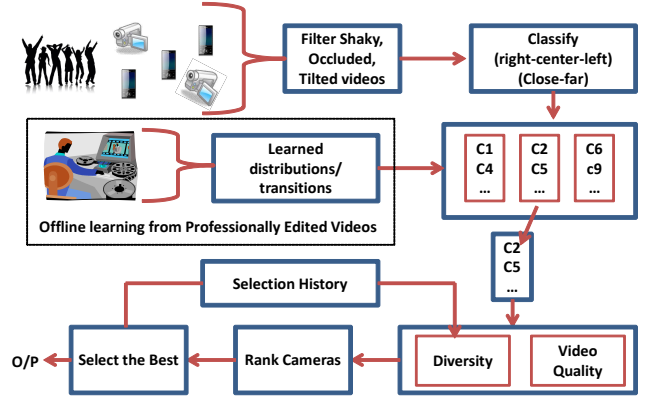 Filter Shaky,
Occluded,
Tilted videos
Classify
(right-center-left)
(Close-far)
Learned
distributions/
transitions
Offline learning from Professionally Edited Videos
C1
C4
...
C2
C5
...
C6
c9
...
C2
C5
...
Selection History
O/P
Select the Best
Rank Cameras
Diversity
Video
Quality